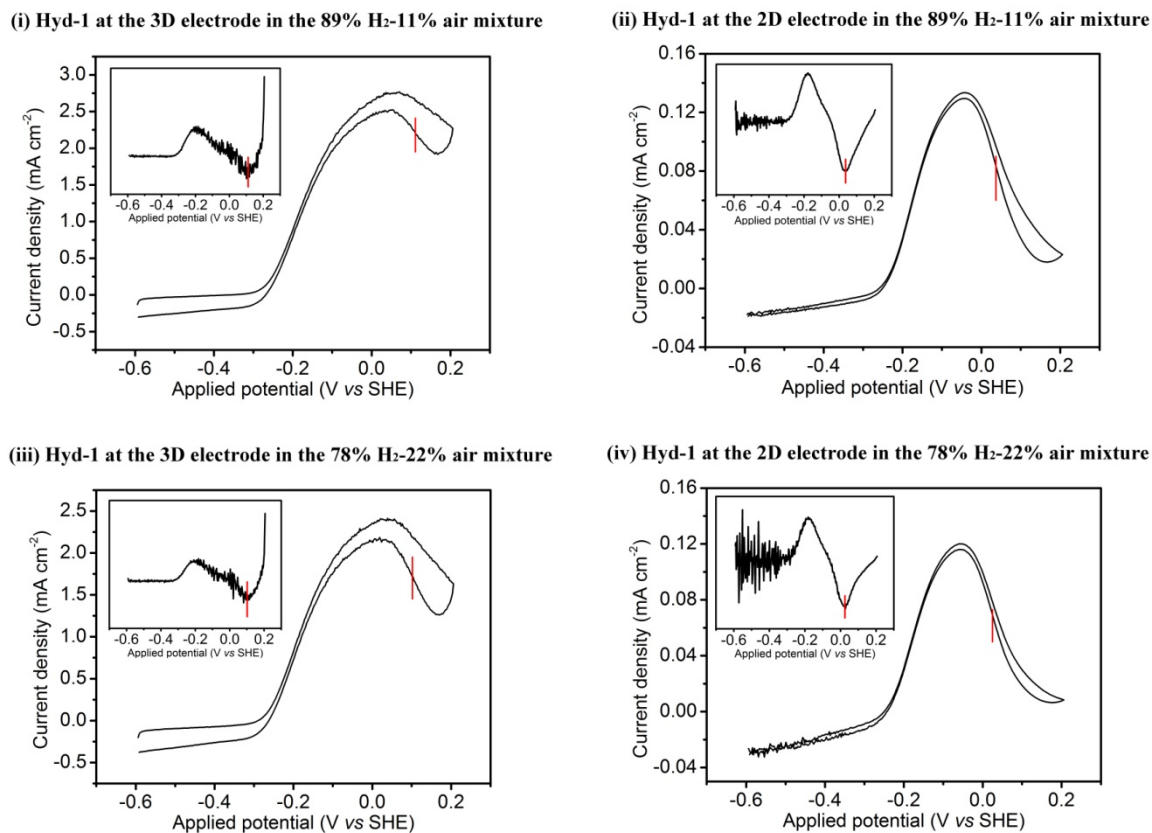 (i) Hyd-1 at the 3D electrode in the 89% H₂-11% air mixture
3.0
2.5
2.0
1.5
1.0
0.5
0.0
-0.5
Current density (mA cm⁻²)
-0.6 -0.4 -0.2 0.0 0.2
Applied potential (V vs SHE)
-0.6 -0.4 -0.2 0.0 0.2
Applied potential (V vs SHE)
(ii) Hyd-1 at the 2D electrode in the 89% H₂-11% air mixture
0.16
0.12
0.08
0.04
0.00
-0.04
Current density (mA cm⁻²)
-0.6 -0.4 -0.2 0.0 0.2
Applied potential (V vs SHE)
-0.6 -0.4 -0.2 0.0 0.2
Applied potential (V vs SHE)
(iii) Hyd-1 at the 3D electrode in the 78% H₂-22% air mixture
2.5
2.0
1.5
1.0
0.5
0.0
-0.5
Current density (mA cm⁻²)
-0.6 -0.4 -0.2 0.0 0.2
Applied potential (V vs SHE)
-0.6 -0.4 -0.2 0.0 0.2
Applied potential (V vs SHE)
(iv) Hyd-1 at the 2D electrode in the 78% H₂-22% air mixture
0.16
0.12
0.08
0.04
0.00
-0.04
Current density (mA cm⁻²)
-0.6 -0.4 -0.2 0.0 0.2
Applied potential (V vs SHE)
-0.6 -0.4 -0.2 0.0 0.2
Applied potential (V vs SHE)